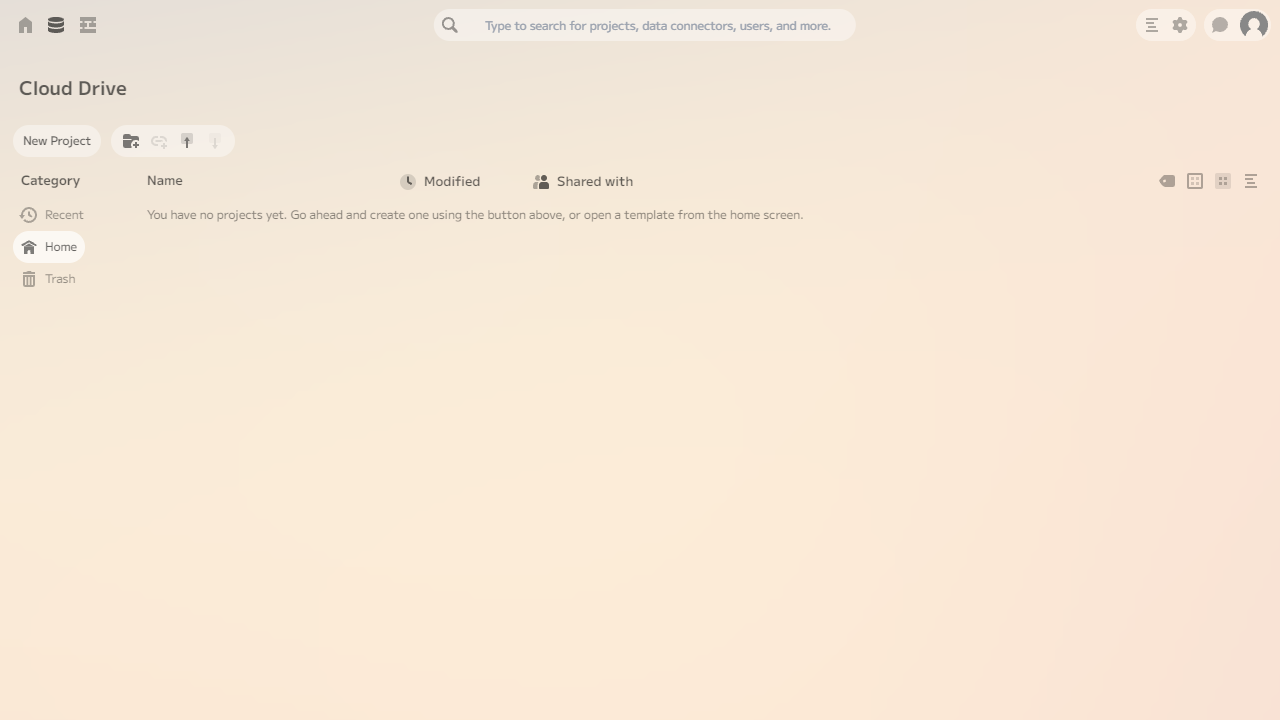 Type to search for projects, data connectors, users, and more.
Cloud Drive
New Project
Category
Name
Modified
Shared with
Recent
You have no projects yet. Go ahead and create one using the button above, or open a template from the home screen.
Home
Trash